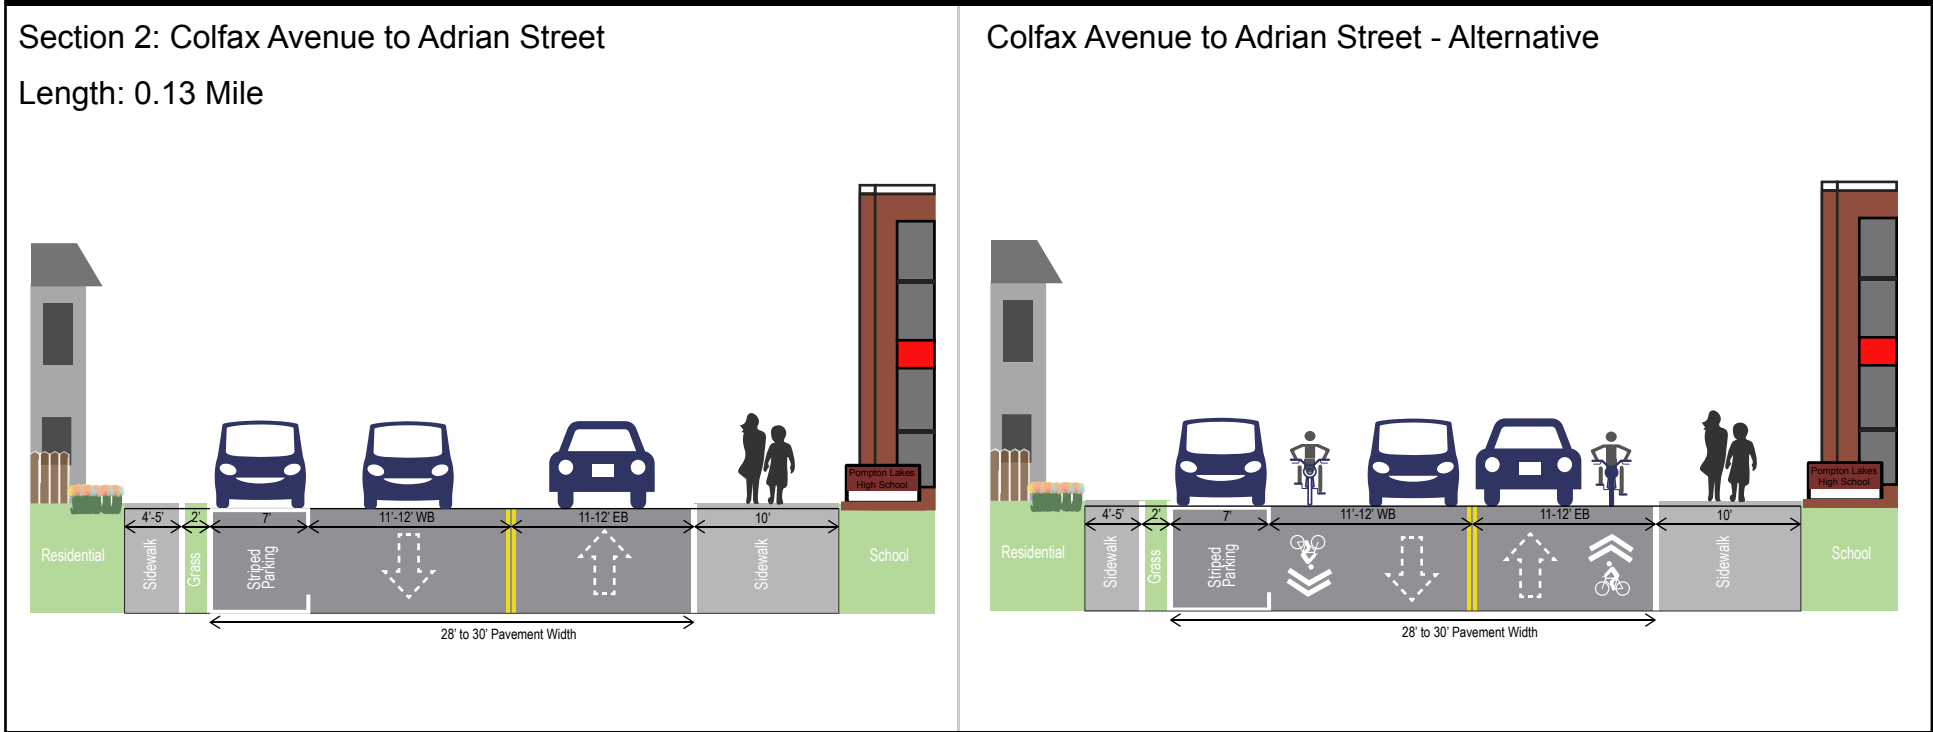 Section 2: Colfax Avenue to Adrian Street
Length: 0.13 Mile
Pompton Lakes
High School
4'-5'
2'
7'
11'-12' WB
11-12' EB
10'
Residential
Sidewalk
Grass
Striped
Parking
Sidewalk
School
28' to 30' Pavement Width
Colfax Avenue to Adrian Street - Alternative
Pompton Lakes
High School
4'-5'
2'
7'
11'-12' WB
11-12' EB
10'
Residential
Sidewalk
Grass
Striped
Parking
Sidewalk
School
28' to 30' Pavement Width